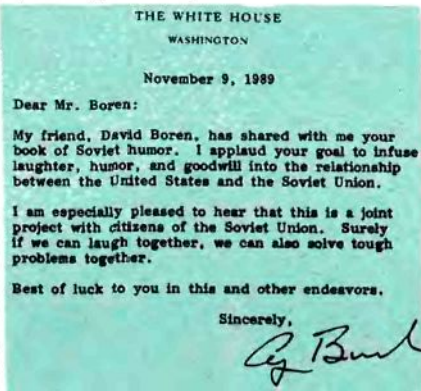 THE WHITE HOUSE
WASHINGTON
November 9, 1989
Dear Mr. Boren:
My friend, David Boren, has shared with me your
book of Soviet humor. I applaud your goal to infuse
laughter, humor, and goodwill into the relationship
between the United States and the Soviet Union.
I am especially pleased to hear that this is a joint
project with citizens of the Soviet Union. Surely
if we can laugh together, we can also solve tough
problems together.
Best of luck to you in this and other endeavors.
Sincerely,